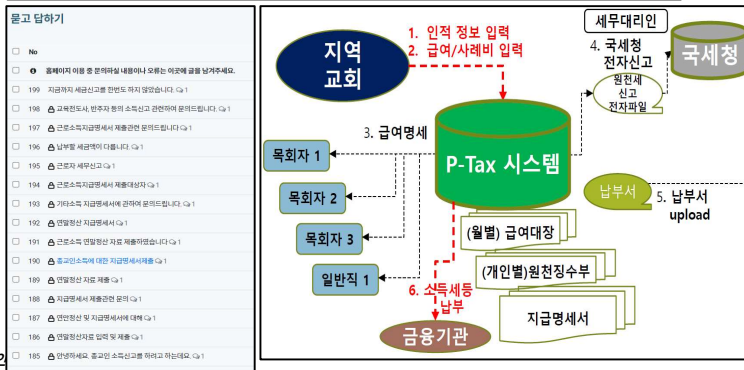 묻고 답하기
No
홈페이지 이용 중 문의하실 내용이나 오류는 이곳에 글을 남겨주세요.
199 지금까지 세금신고를 한번도 하지 않았습니다. 1
198 교육전도사, 반주자 등의 소득신고 관련하여 문의드립니다. 1
197 근로소득지급명세서 제출관련 문의드립니다 1
196 납부할 세금액이 다릅니다. 1
195 근로자 세무신고 1
194 근로소득지급명세서 제출대상자 1
193 기타소득 지급명세서에 관하여 문의드립니다. 1
192 연말정산 지급명세서 1
191 근로소득 연말정산 자료 제출하였습니다 1
190 종교인소득에 대한 지급명세서제출 1
189 연말정산 자료 제출 1
188 지급명세서 제출관련 문의 1
187 연안정산 및 지급명세서에 대해 1
186 연말정산자료 입력 및 제출 1
185 안녕하세요. 종교인 소득신고를 하려고 하는데요. 1
지역
교회
1. 인적 정보 입력
2. 급여/사례비 입력
세무대리인
4. 국세청
전자신고
국세청
원천세
신고
전자파일
3. 급여명세
목회자 1
목회자 2
목회자 3
일반직 1
P-Tax 시스템
납부서
5. 납부서
upload
(월별) 급여대장
(개인별)원천징수부
지급명세서
6. 소득세등
납부
금융기관